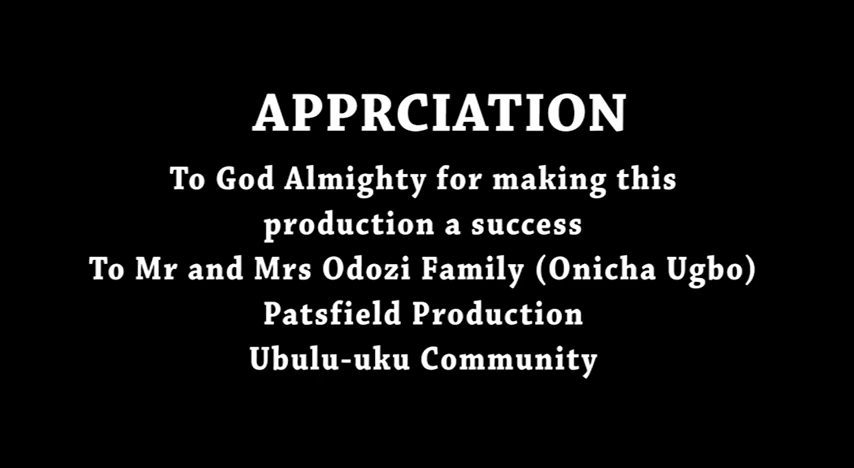 APPRCIATION
To God Almighty for making this
production a success
To Mr and Mrs Odozi Family (Onicha Ugbo)
Patsfield Production
Ubulu-uku Community